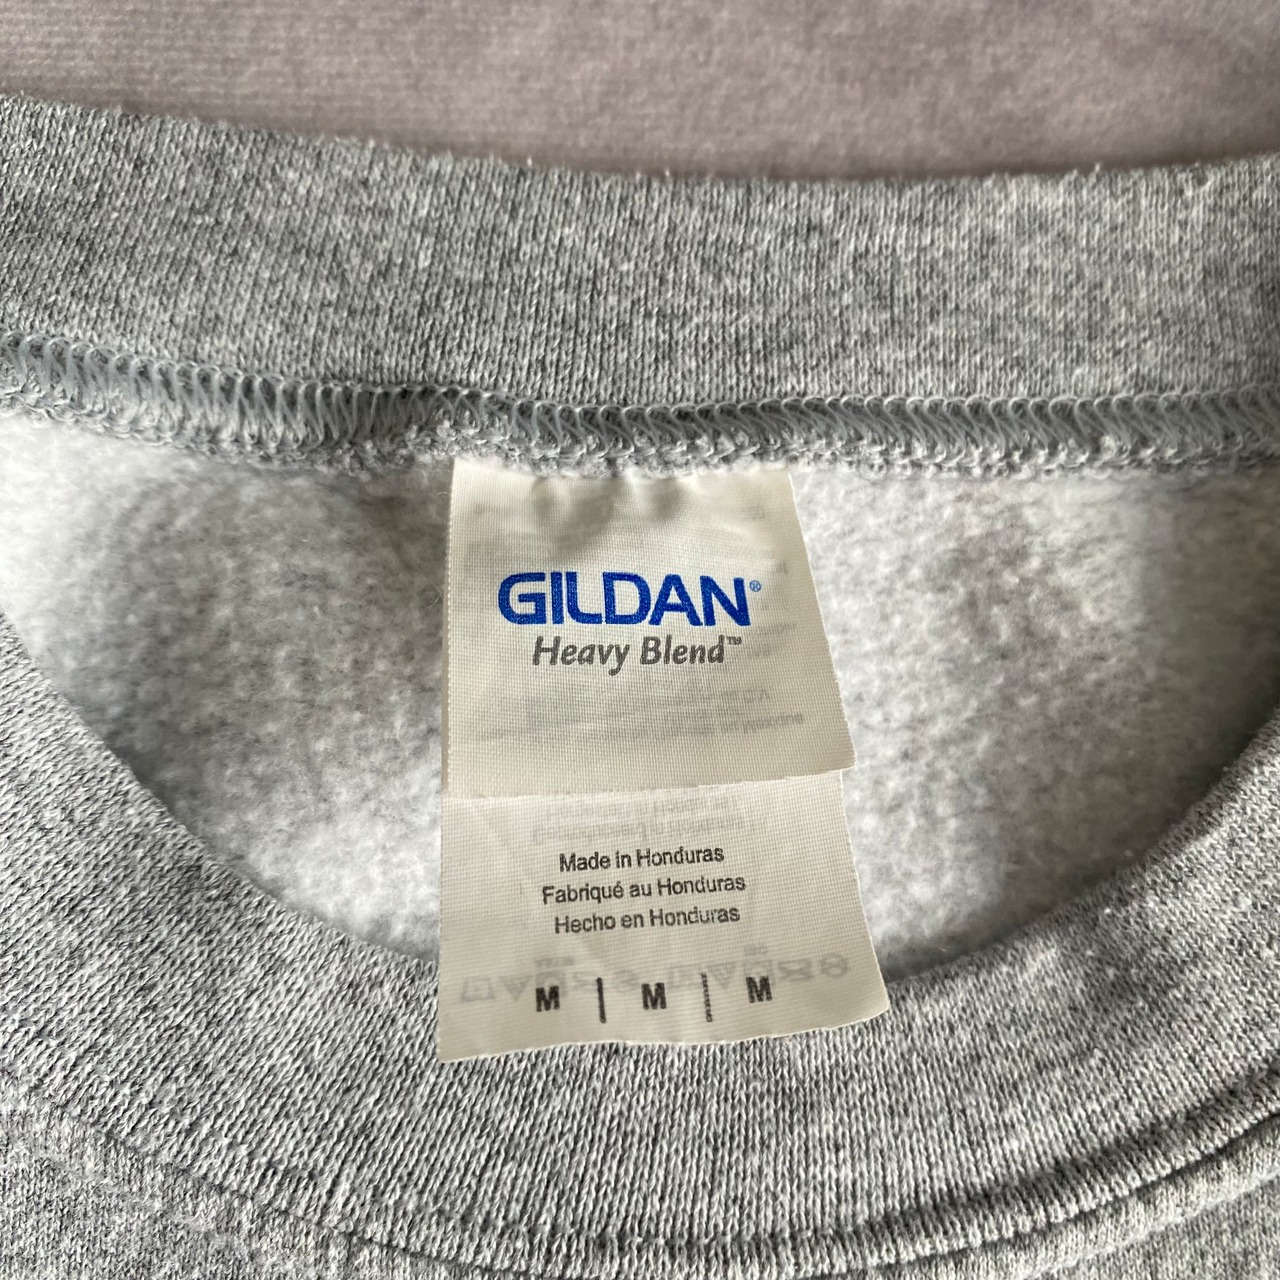 GILDAN®
Heavy Blend™
Made in Honduras
Fabriqué au Honduras
Hecho en Honduras
M | M | M